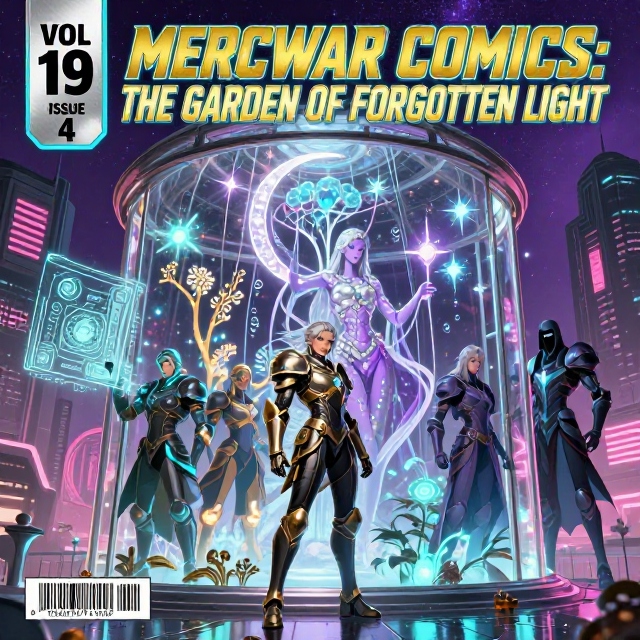 VOL
19
ISSUE
4
MERCWAR COMICS:
THE GARDEN OF FORGOTTEN LIGHT